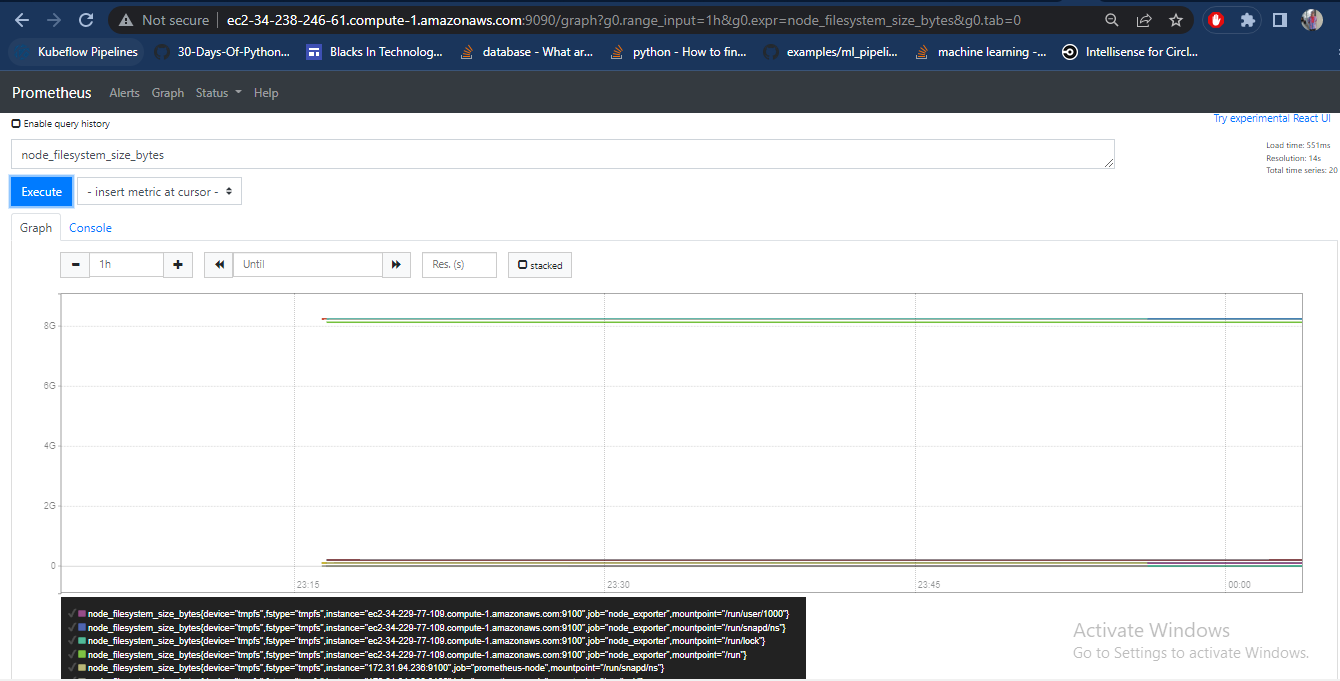 Not secure | ec2-34-238-246-61.compute-1.amazonaws.com:9090/graph?g0.range_input=1h&g0.expr=node_filesystem_size_bytes&g0.tab=0
Kubeflow Pipelines 30-Days-Of-Python... Blacks In Technolog... database - What ar... python - How to fin... examples/ml_pipeli... machine learning -... Intellisense for Circl...
Prometheus Alerts Graph Status Help
Enable query history
Try experimental React UI
node_filesystem_size_bytes
Load time: 551ms
Resolution: 14s
Total time series: 20
Execute - insert metric at cursor -
Graph Console
- 1h + Until Res. (s) stacked
8G
6G
4G
2G
0
23:15 23:30 23:45 00:00
node_filesystem_size_bytes{device="tmpfs",fstype="tmpfs",instance="ec2-34-229-77-109.compute-1.amazonaws.com:9100",job="node_exporter",mountpoint="/run/user/1000"}
node_filesystem_size_bytes{device="tmpfs",fstype="tmpfs",instance="ec2-34-229-77-109.compute-1.amazonaws.com:9100",job="node_exporter",mountpoint="/run/snapd/ns"}
node_filesystem_size_bytes{device="tmpfs",fstype="tmpfs",instance="ec2-34-229-77-109.compute-1.amazonaws.com:9100",job="node_exporter",mountpoint="/run/lock"}
node_filesystem_size_bytes{device="tmpfs",fstype="tmpfs",instance="ec2-34-229-77-109.compute-1.amazonaws.com:9100",job="node_exporter",mountpoint="/run"}
node_filesystem_size_bytes{device="tmpfs",fstype="tmpfs",instance="172.31.94.236:9100",job="prometheus-node",mountpoint="/run/snapd/ns"}
Activate Windows
Go to Settings to activate Windows.